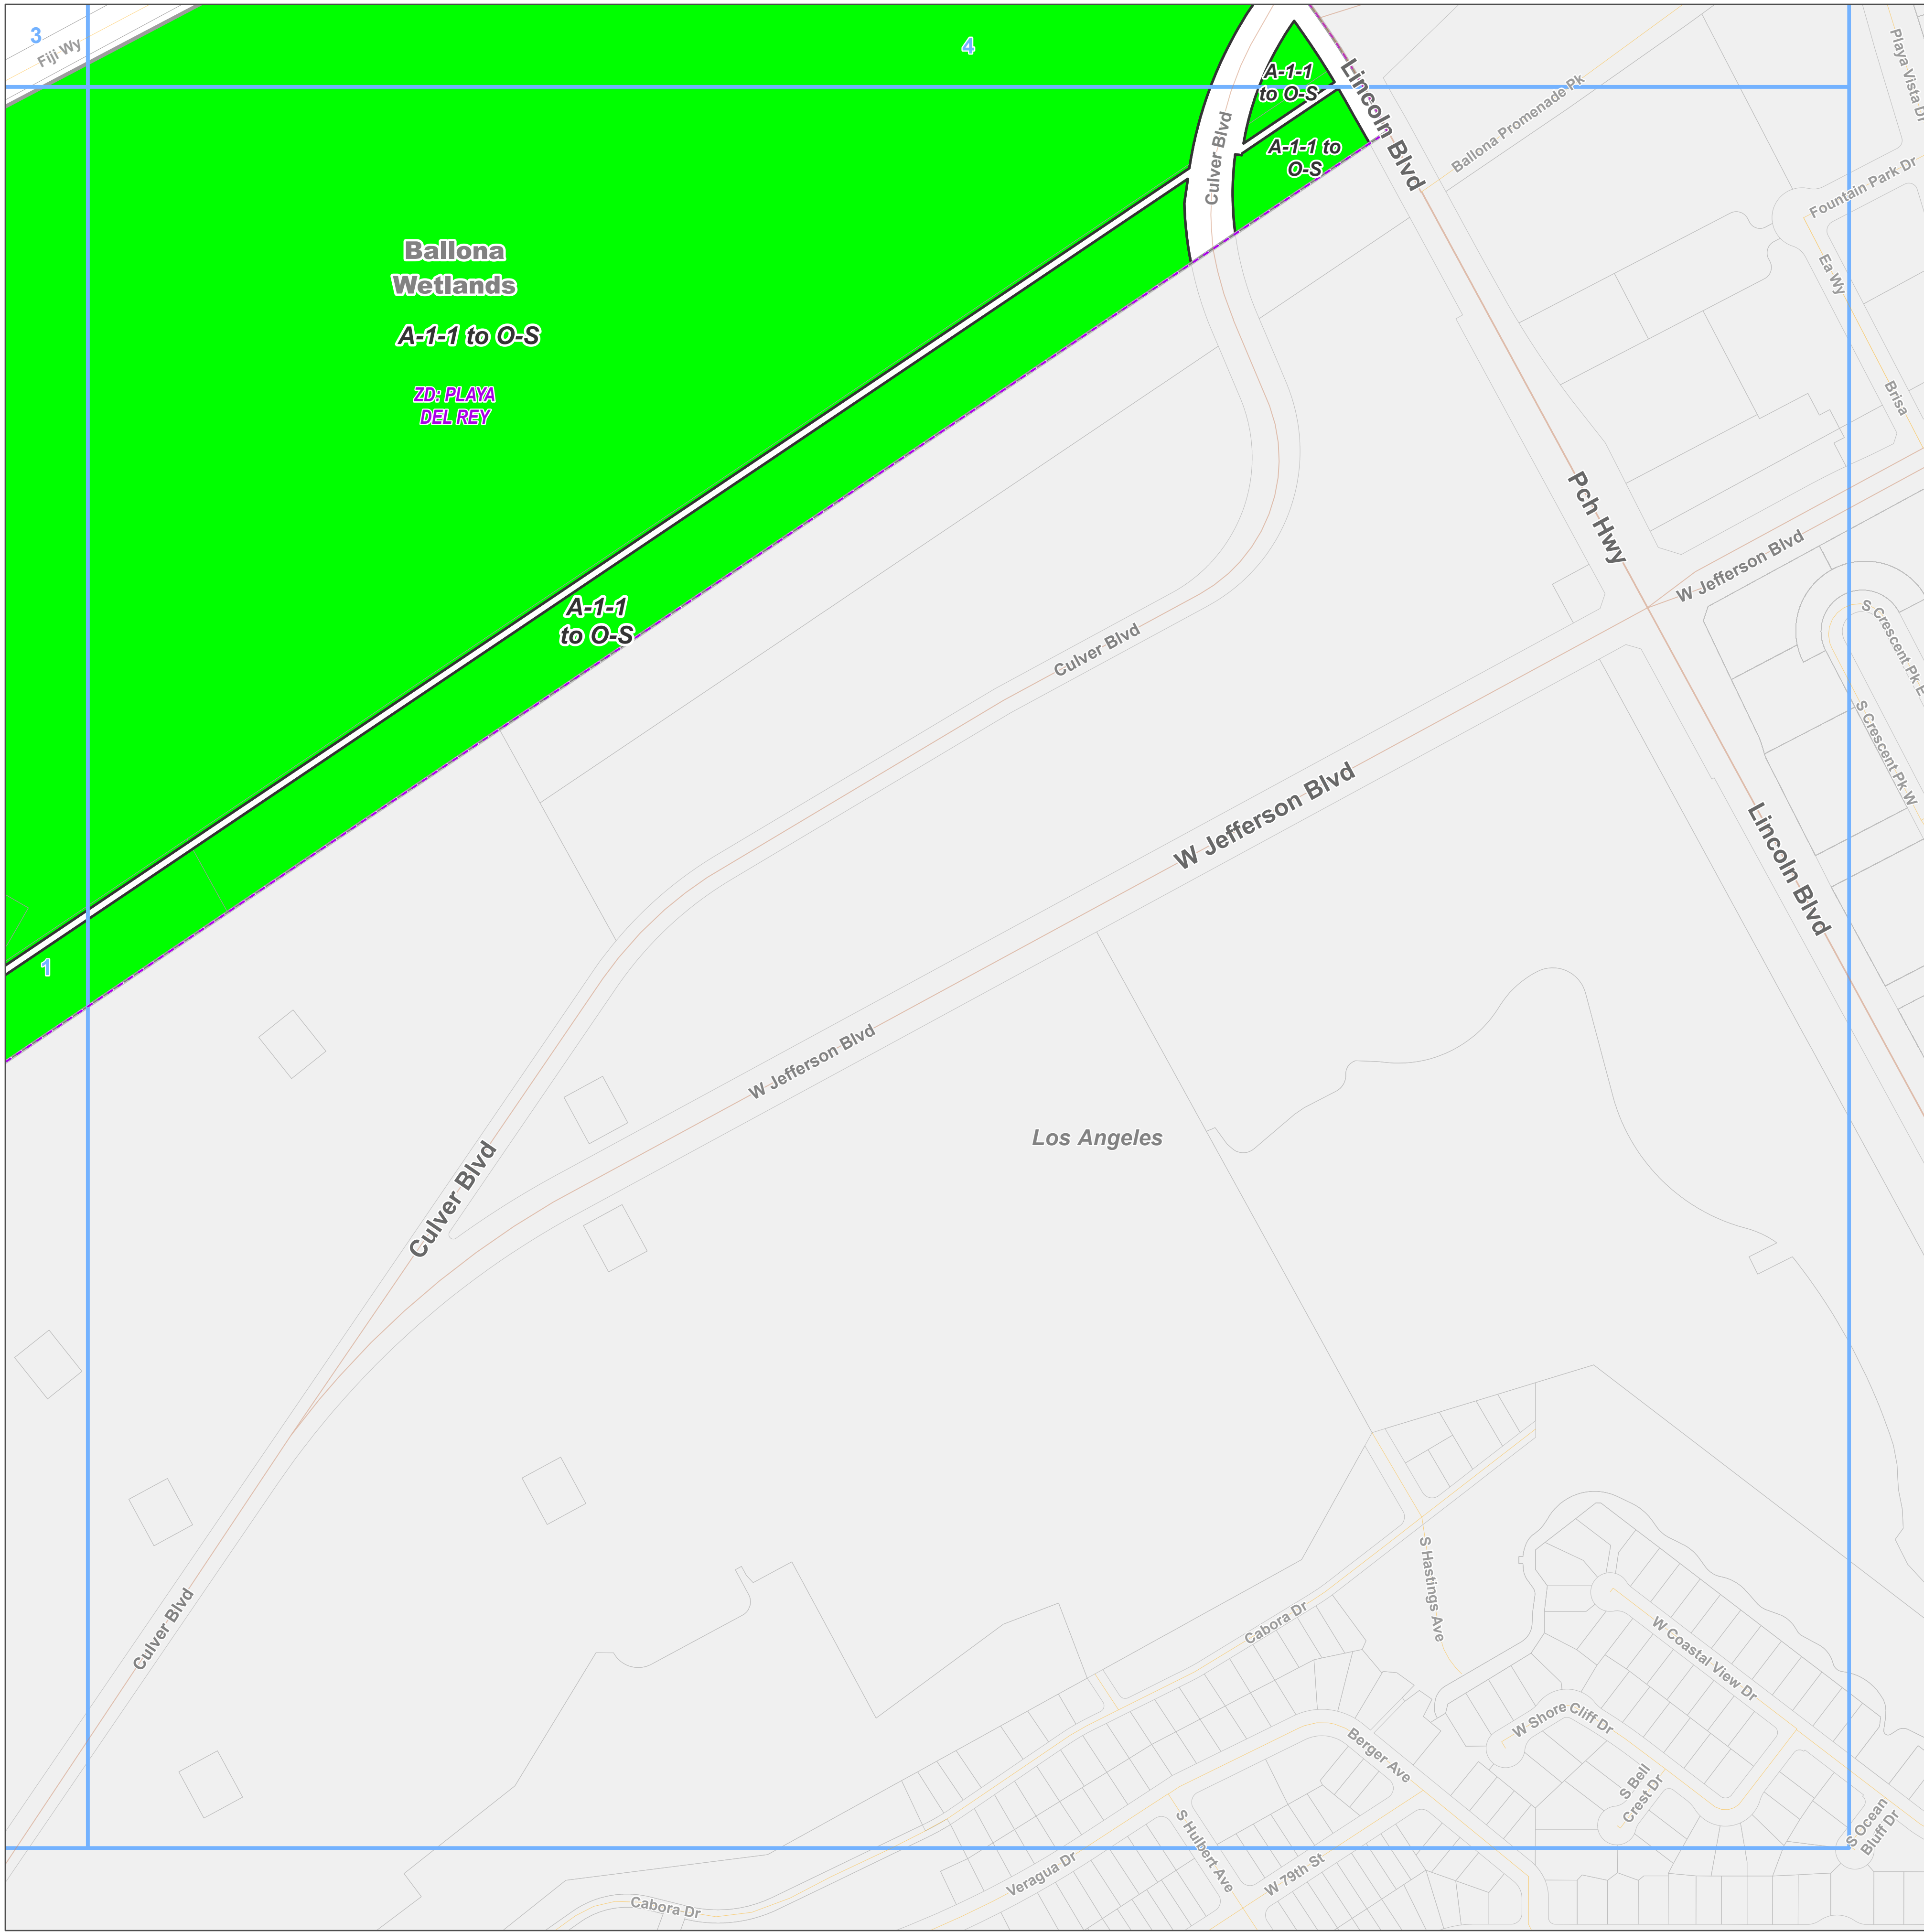 3
Fiji Wy
4
A-1-1
to O-S
Lincoln Blvd
Ballona Promenade Pk
Playa Vista Dr
Culver Blvd
A-1-1 to
O-S
Fountain Park Dr
Ballona
Wetlands
Ea Wy
A-1-1 to O-S
ZD: PLAYA
DEL REY
Brisa
Pch Hwy
W Jefferson Blvd
A-1-1
to O-S
Culver Blvd
S Crescent Pk E
S Crescent Pk W
W Jefferson Blvd
Lincoln Blvd
1
W Jefferson Blvd
Los Angeles
Culver Blvd
S Hastings Ave
Culver Blvd
Cabora Dr
W Coastal View Dr
W Shore Cliff Dr
Berger Ave
S Bell
Crest Dr
S Ocean
Bluff Dr
S Hulbert Ave
Veragua Dr
W 79th St
Cabora Dr